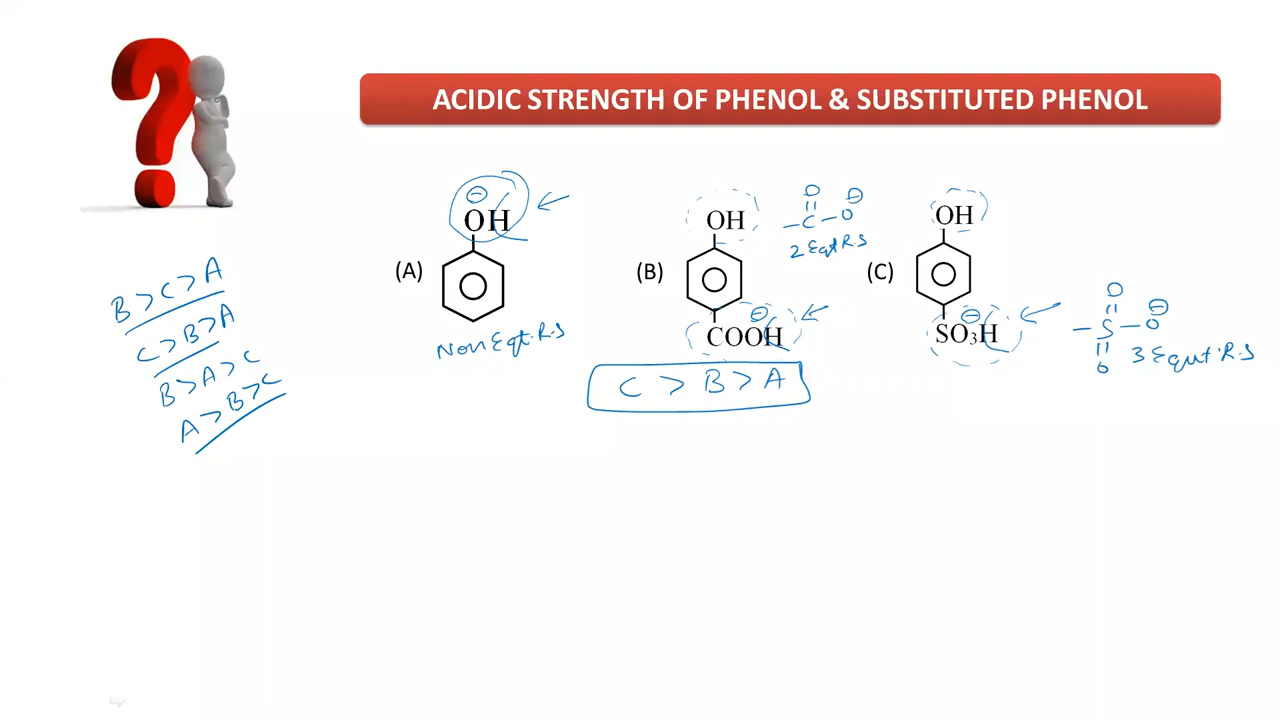 ACIDIC STRENGTH OF PHENOL & SUBSTITUTED PHENOL
(A)
⊖
OH
Non Eqt. R.S
(B)
OH
⊖
COOH
O
||
–C–O⊖
2 Eqt R.S
(C)
OH
⊖
SO₃H
O
||
–S–O⊖
||
O
3 Equt. R.S
B > C > A
C > B > A
B > A > C
A > B > C
C > B > A